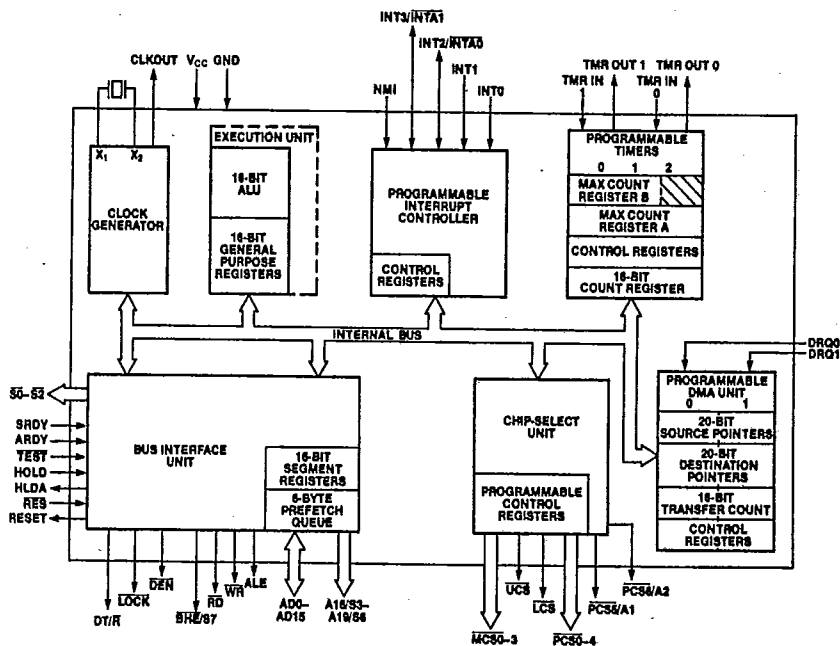 INT3/INTA1
INT2/INTA0
CLKOUT VCC GND
INT1
NMI
INT0
TMR OUT 1 TMR OUT 0
TMR IN 1
TMR IN 0
X1 X2
CLOCK
GENERATOR
EXECUTION UNIT
16-BIT
ALU
16-BIT
GENERAL
PURPOSE
REGISTERS
PROGRAMMABLE
INTERRUPT
CONTROLLER
CONTROL
REGISTERS
PROGRAMMABLE
TIMERS
0 1 2
MAX COUNT
REGISTER B
MAX COUNT
REGISTER A
CONTROL REGISTERS
16-BIT
COUNT REGISTER
INTERNAL BUS
DRQ0
DRQ1
S0-S2
SRDY
ARDY
TEST
HOLD
HLDA
RES
RESET
BUS INTERFACE
UNIT
16-BIT
SEGMENT
REGISTERS
6-BYTE
PREFETCH
QUEUE
CHIP-SELECT
UNIT
PROGRAMMABLE
CONTROL
REGISTERS
PROGRAMMABLE
DMA UNIT
0 1
20-BIT
SOURCE POINTERS
20-BIT
DESTINATION
POINTERS
16-BIT
TRANSFER COUNT
CONTROL
REGISTERS
DT/R
LOCK
DEN
BHE/S7
RD
WR
ALE
AD0-
AD15
A16/S3-
A19/S6
MCS0-3
UCS
LCS
PCS0-4
PCS5/A1
PCS6/A2